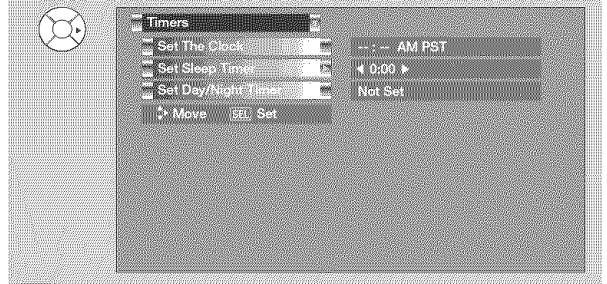 Timers
Set The Clock -- : -- AM PST
Set Sleep Timer ◀ 0:00 ▶
Set Day/Night Timer Not Set
Move SEL Set